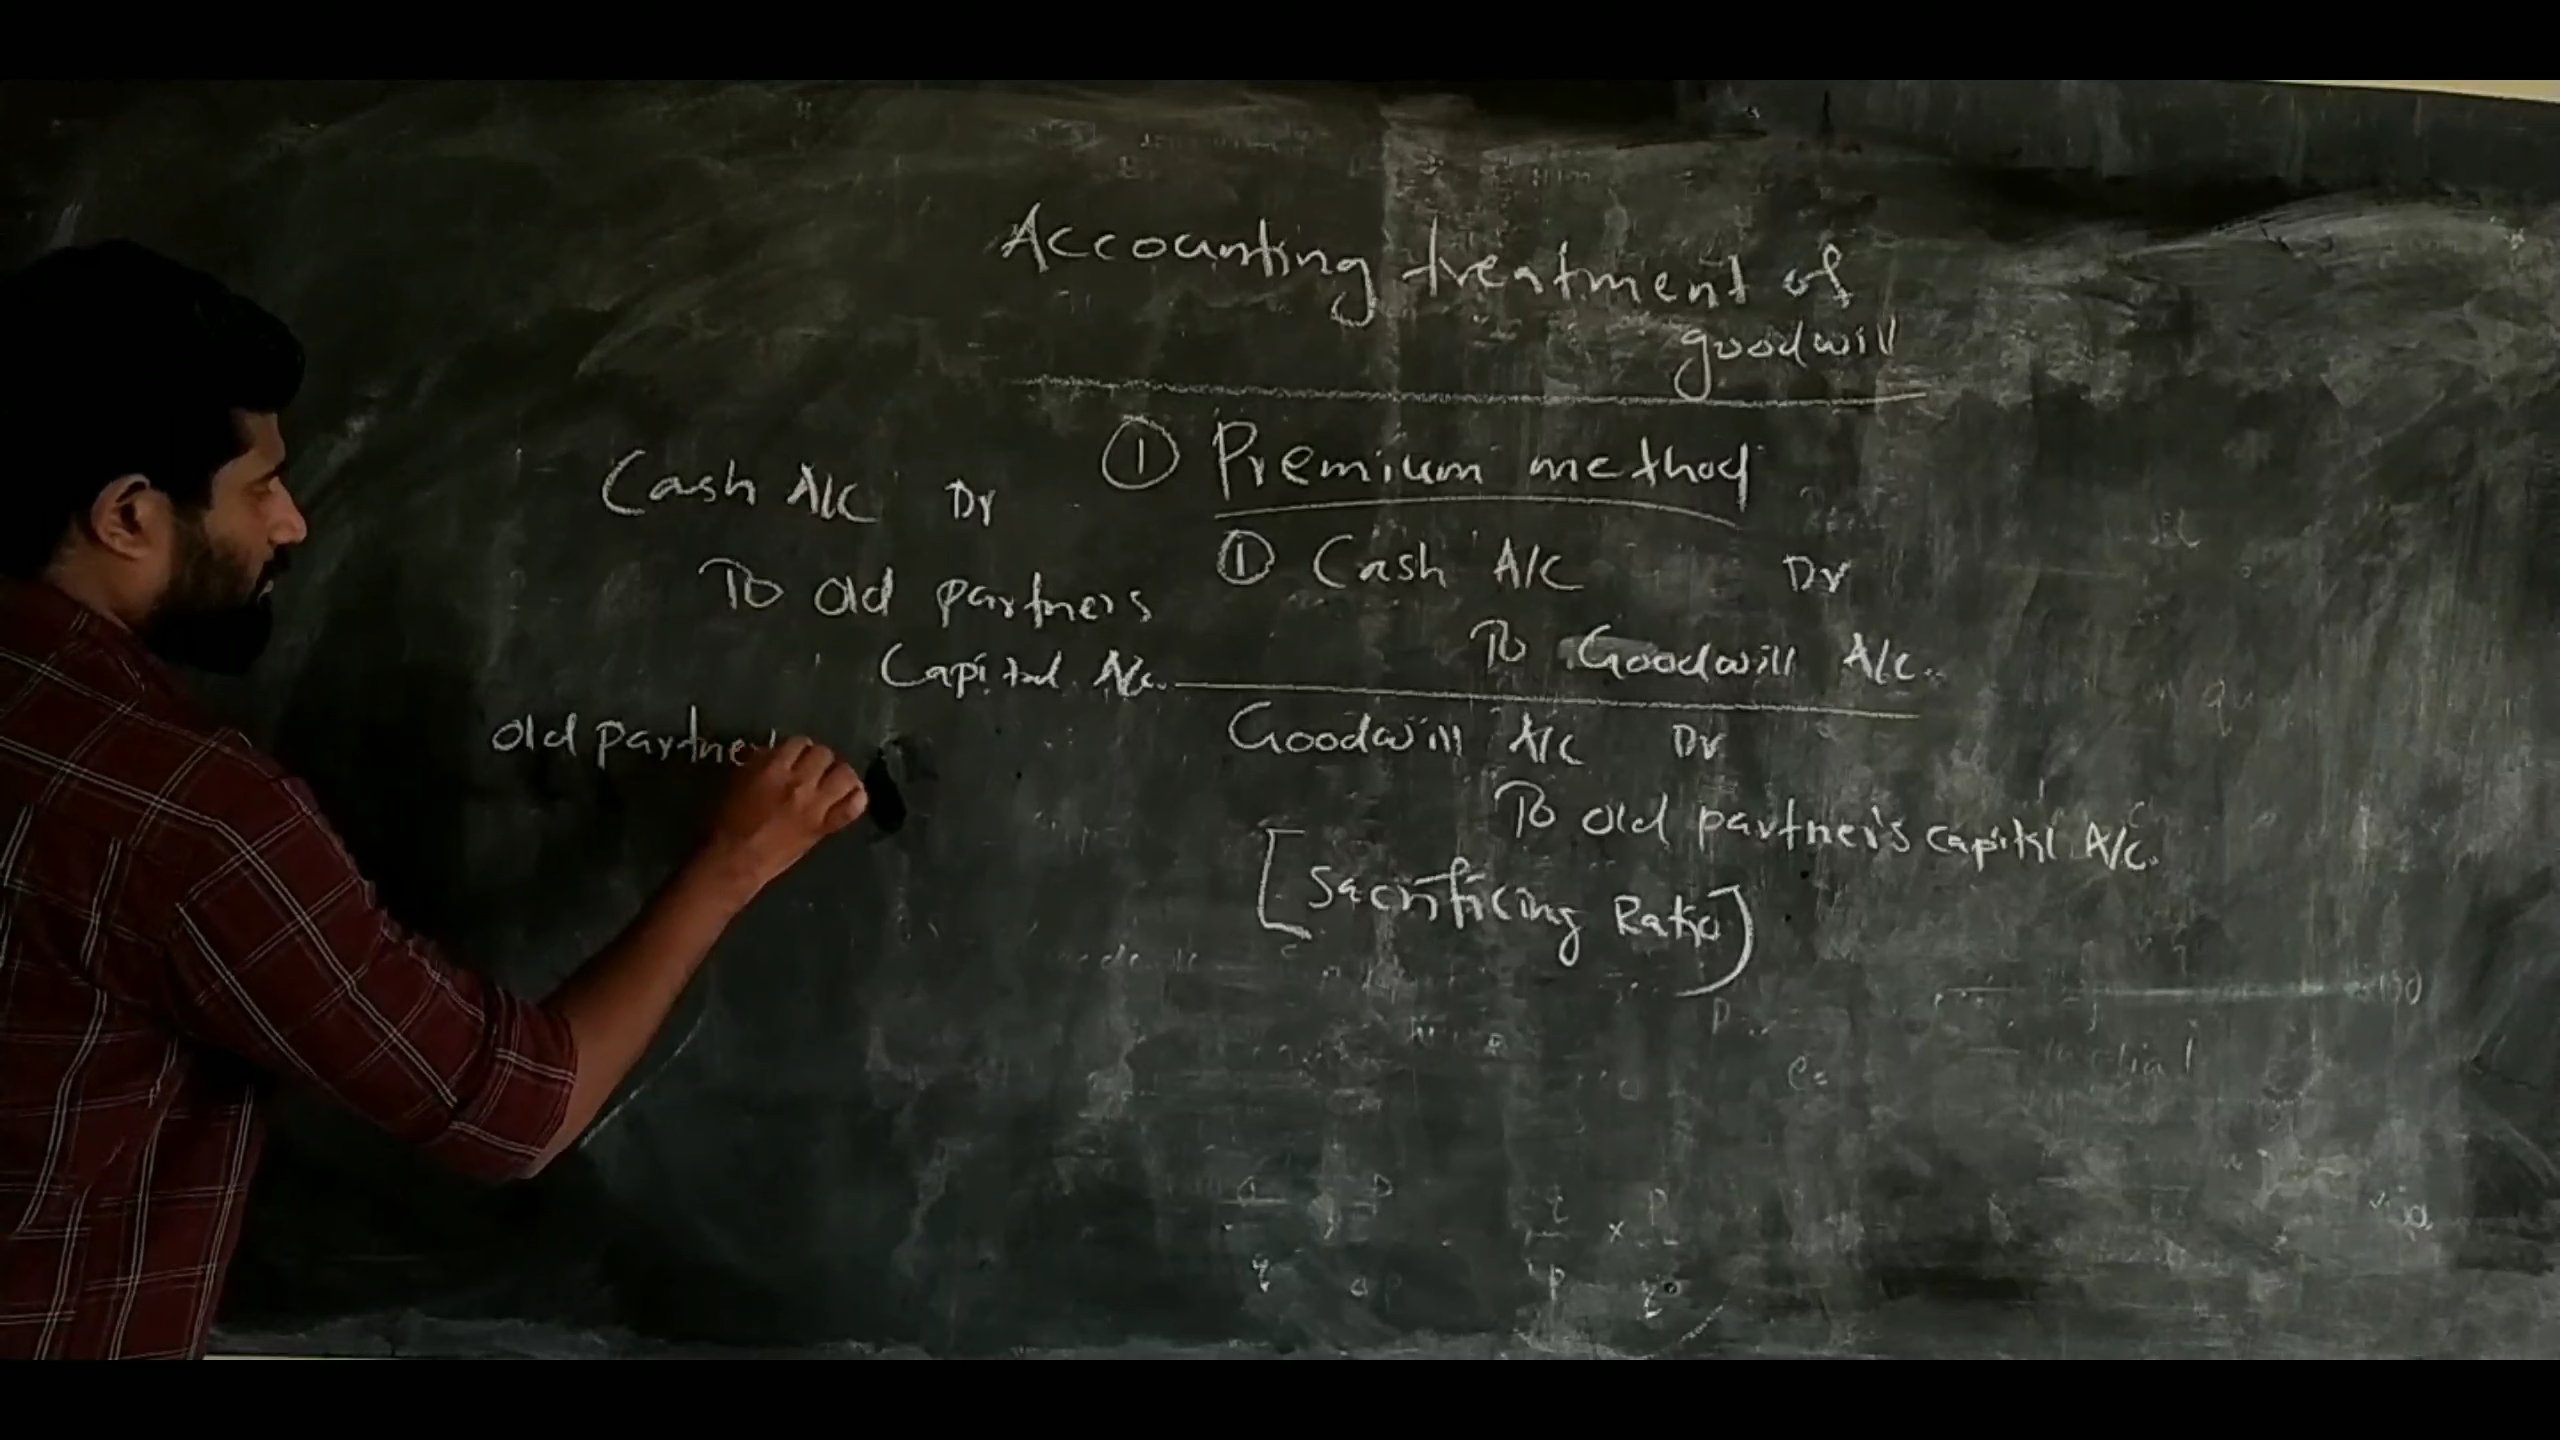 Accounting treatment of
goodwill
① Premium method
① Cash A/C Dr
To Goodwill A/C.
Goodwill A/C Dr
To old partner's capital A/C.
[Sacrificing Ratio)
Cash A/C Dr
To old partners
Capital A/c.
old partner